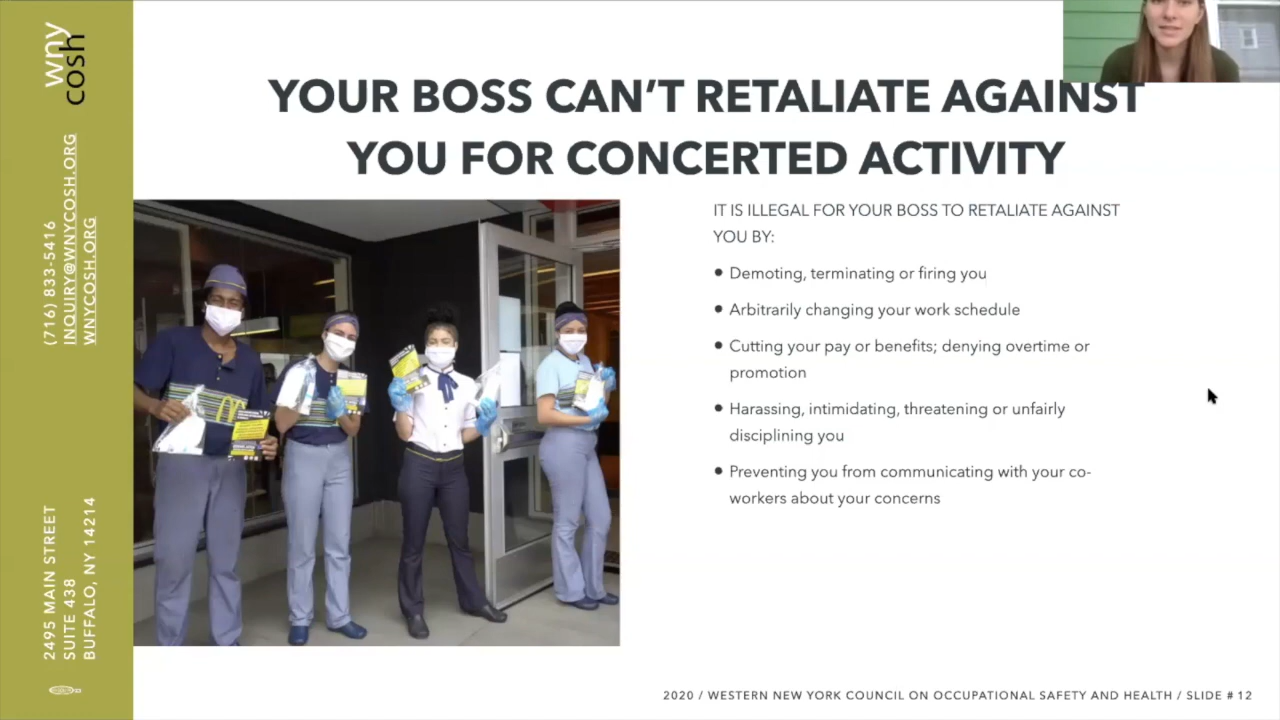 wny
cosh
(716) 833-5416
INQUIRY@WNYCOSH.ORG
WNYCOSH.ORG
2495 MAIN STREET
SUITE 438
BUFFALO, NY 14214
YOUR BOSS CAN'T RETALIATE AGAINST
YOU FOR CONCERTED ACTIVITY
IT IS ILLEGAL FOR YOUR BOSS TO RETALIATE AGAINST
YOU BY:
• Demoting, terminating or firing you
• Arbitrarily changing your work schedule
• Cutting your pay or benefits; denying overtime or
promotion
• Harassing, intimidating, threatening or unfairly
disciplining you
• Preventing you from communicating with your co-
workers about your concerns
2020 / WESTERN NEW YORK COUNCIL ON OCCUPATIONAL SAFETY AND HEALTH / SLIDE # 12